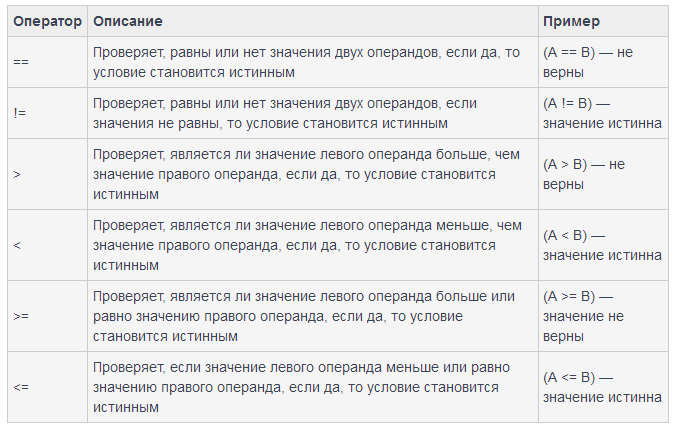 Оператор Описание Пример
== Проверяет, равны или нет значения двух операндов, если да, то условие становится истинным (A == B) — не верны
!= Проверяет, равны или нет значения двух операндов, если значения не равны, то условие становится истинным (A != B) — значение истинна
> Проверяет, является ли значение левого операнда больше, чем значение правого операнда, если да, то условие становится истинным (A > B) — не верны
< Проверяет, является ли значение левого операнда меньше, чем значение правого операнда, если да, то условие становится истинным (A < B) — значение истинна
>= Проверяет, является ли значение левого операнда больше или равно значению правого операнда, если да, то условие становится истинным (A >= B) — значение не верны
<= Проверяет, если значение левого операнда меньше или равно значению правого операнда, если да, то условие становится истинным (A <= B) — значение истинна